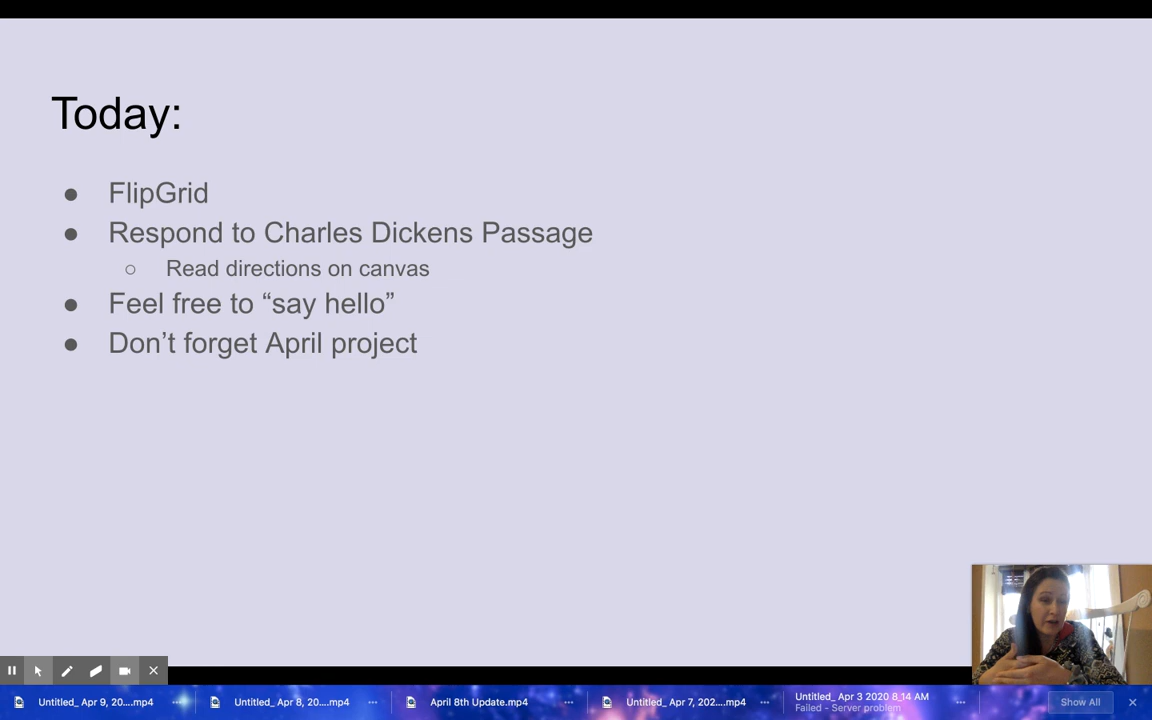 Today:
● FlipGrid
● Respond to Charles Dickens Passage
○ Read directions on canvas
● Feel free to “say hello”
● Don’t forget April project
Untitled_ Apr 9, 20....mp4
Untitled_ Apr 8, 20....mp4
April 8th Update.mp4
Untitled_ Apr 7, 202....mp4
Untitled_ Apr 3 2020 8_14 AM
Failed - Server problem
Show All